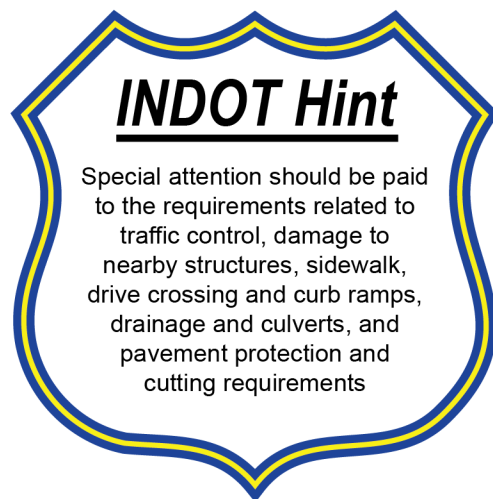 INDOT Hint
Special attention should be paid
to the requirements related to
traffic control, damage to
nearby structures, sidewalk,
drive crossing and curb ramps,
drainage and culverts, and
pavement protection and
cutting requirements